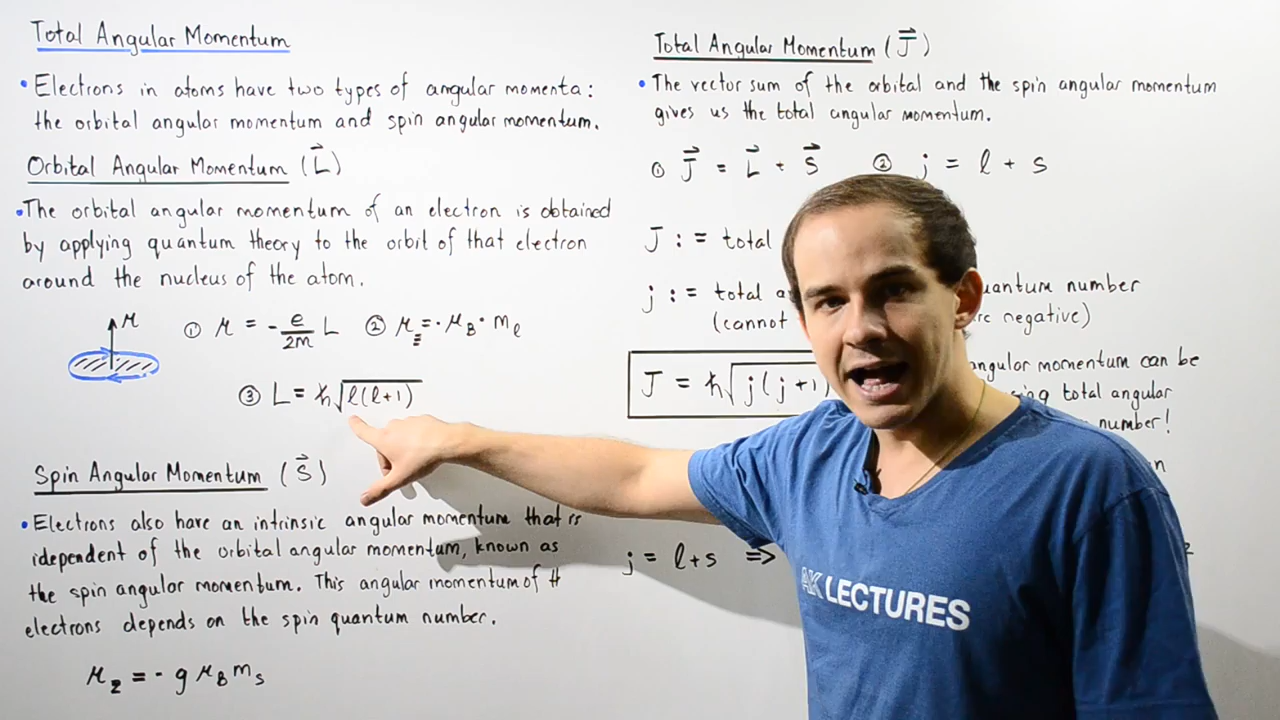 Total Angular Momentum
• Electrons in atoms have two types of angular momenta:
the orbital angular momentum and spin angular momentum.
Orbital Angular Momentum (L⃗)
• The orbital angular momentum of an electron is obtained
by applying quantum theory to the orbit of that electron
around the nucleus of the atom.
μ
① μ = -e/2m L ② μz = -μB·mℓ
③ L = ℏ√ℓ(ℓ+1)
Spin Angular Momentum (S⃗)
• Electrons also have an intrinsic angular momentum that is
idependent of the orbital angular momentum, known as
the spin angular momentum. This angular momentum of
electrons depends on the spin quantum number.
μz = - g μB ms
Total Angular Momentum (J⃗)
• The vector sum of the orbital and the spin angular momentum
gives us the total angular momentum.
① J⃗ = L⃗ + S⃗ ② j = ℓ + s
J := total
j := total quantum number
(cannot negative)
J = ℏ√j(j+1)
angular momentum can be
total angular
number!
j = ℓ+s ⇒
AK LECTURES